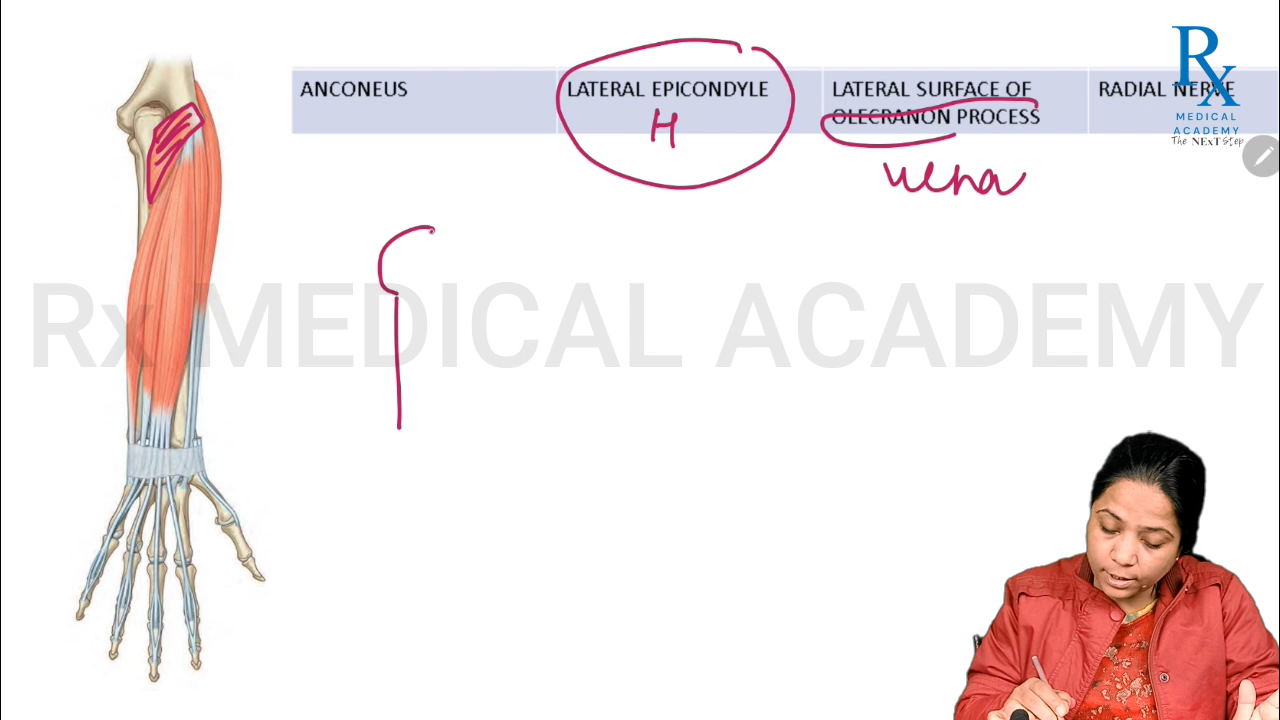 ANCONEUS
LATERAL EPICONDYLE
LATERAL SURFACE OF
OLECRANON PROCESS
RADIAL NERVE
H
Rx
MEDICAL
ACADEMY
The NExT Step
Rx MEDICAL ACADEMY